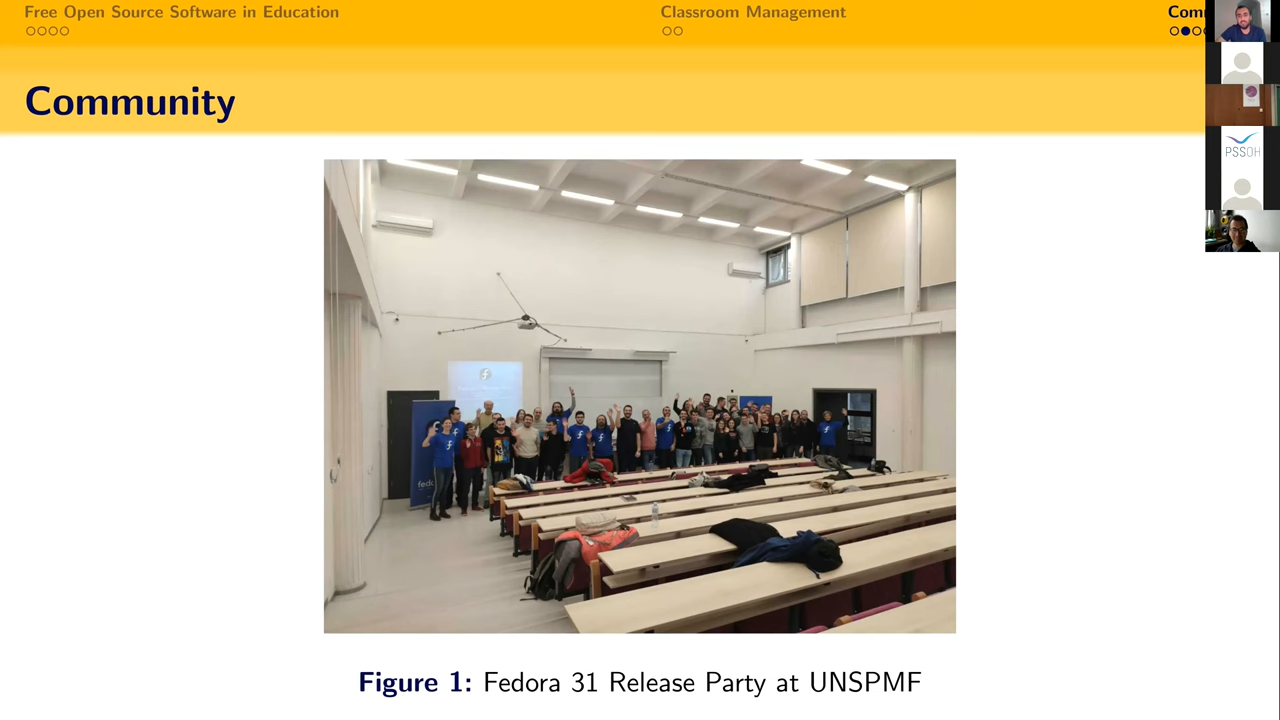 Free Open Source Software in Education
Classroom Management
Com
Community
PSSOH
fedo
Figure 1: Fedora 31 Release Party at UNSPMF